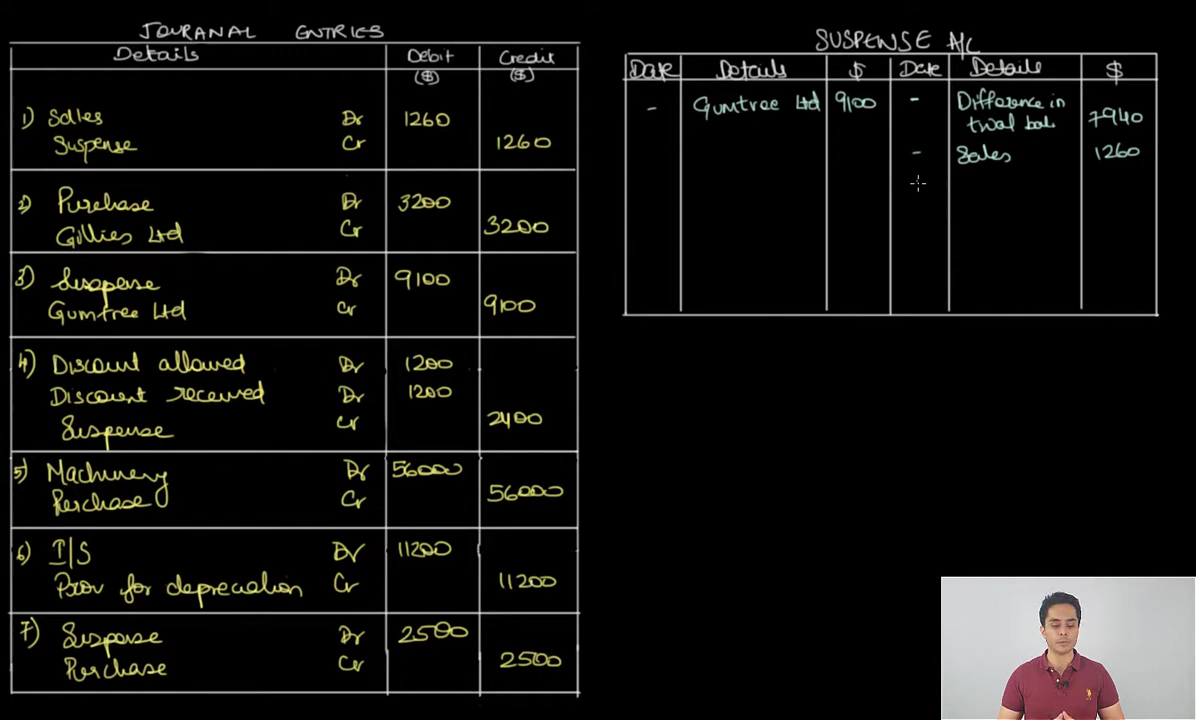 JOURANAL ENTRIES
Details Debit ($) Credit ($)
1) Sales Dr 1260
Suspense Cr 1260
2) Purchase Dr 3200
Gillies Ltd Cr 3200
3) Suspense Dr 9100
Gumtree Ltd Cr 9100
4) Discount allowed Dr 1200
Discount received Dr 1200
Suspense Cr 2400
5) Machinery Dr 56000
Purchase Cr 56000
6) I/S Dr 11200
Prov for depreciation Cr 11200
7) Suspense Dr 2500
Purchase Cr 2500
SUSPENSE A/C
Date Details $ Date Details $
- Gumtree Ltd 9100 - Difference in
trial bal 7940
- Sales 1260